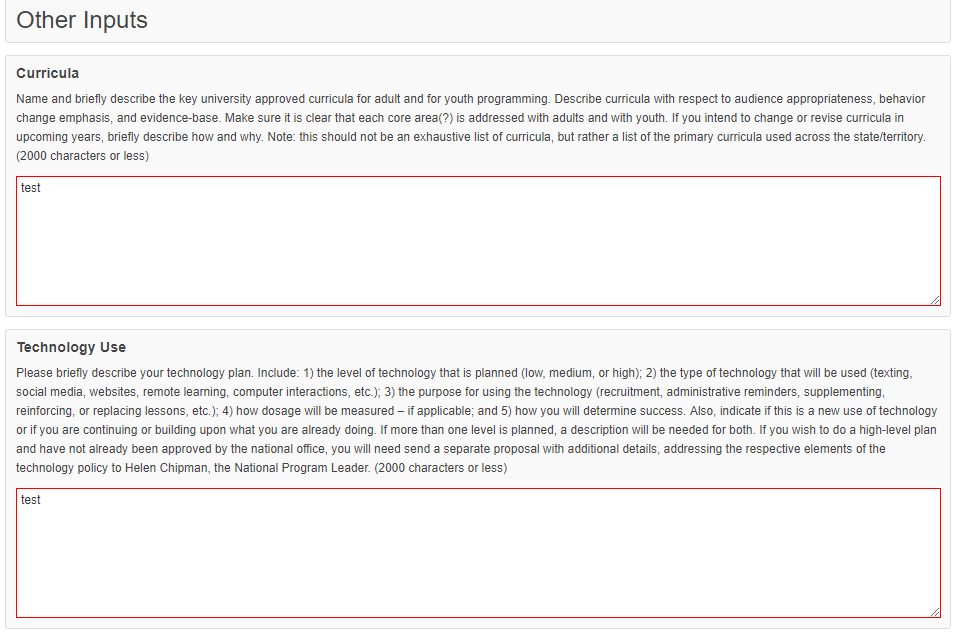 Other Inputs
Curricula
Name and briefly describe the key university approved curricula for adult and for youth programming. Describe curricula with respect to audience appropriateness, behavior
change emphasis, and evidence-base. Make sure it is clear that each core area(?) is addressed with adults and with youth. If you intend to change or revise curricula in
upcoming years, briefly describe how and why. Note: this should not be an exhaustive list of curricula, but rather a list of the primary curricula used across the state/territory.
(2000 characters or less)
test
Technology Use
Please briefly describe your technology plan. Include: 1) the level of technology that is planned (low, medium, or high); 2) the type of technology that will be used (texting,
social media, websites, remote learning, computer interactions, etc.); 3) the purpose for using the technology (recruitment, administrative reminders, supplementing,
reinforcing, or replacing lessons, etc.); 4) how dosage will be measured – if applicable; and 5) how you will determine success. Also, indicate if this is a new use of technology
or if you are continuing or building upon what you are already doing. If more than one level is planned, a description will be needed for both. If you wish to do a high-level plan
and have not already been approved by the national office, you will need send a separate proposal with additional details, addressing the respective elements of the
technology policy to Helen Chipman, the National Program Leader. (2000 characters or less)
test